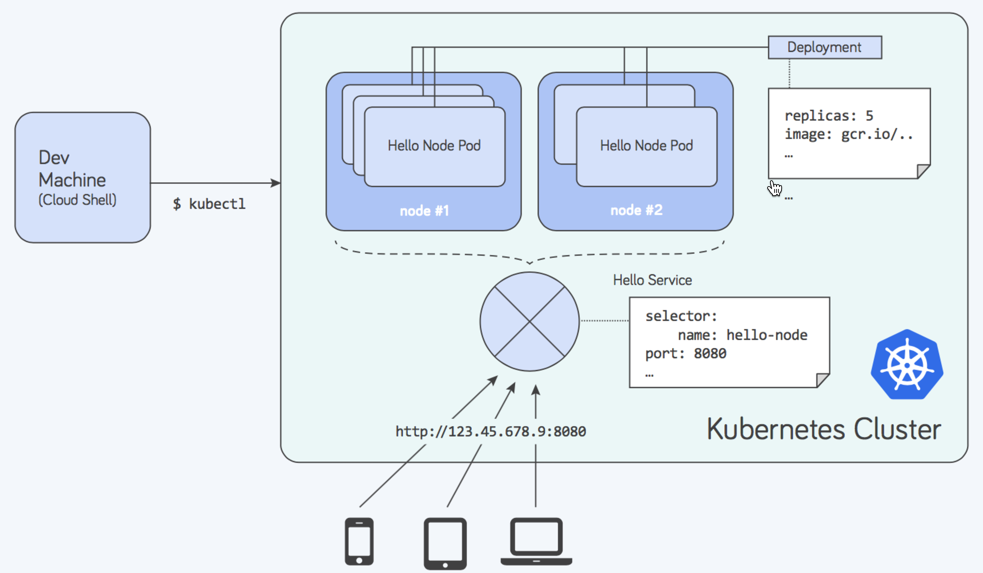 Deployment
replicas: 5
image: gcr.io/..
…
…
Hello Node Pod
node #1
Hello Node Pod
node #2
Dev
Machine
(Cloud Shell)
$ kubectl
Hello Service
selector:
name: hello-node
port: 8080
…
http://123.45.678.9:8080
Kubernetes Cluster